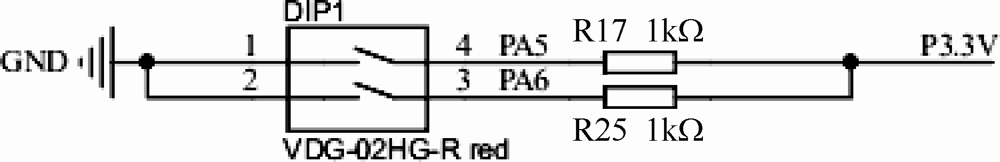 DIP1
R17 1kΩ
1 4 PA5 P3.3V
GND
2 3 PA6
R25 1kΩ
VDG-02HG-R red